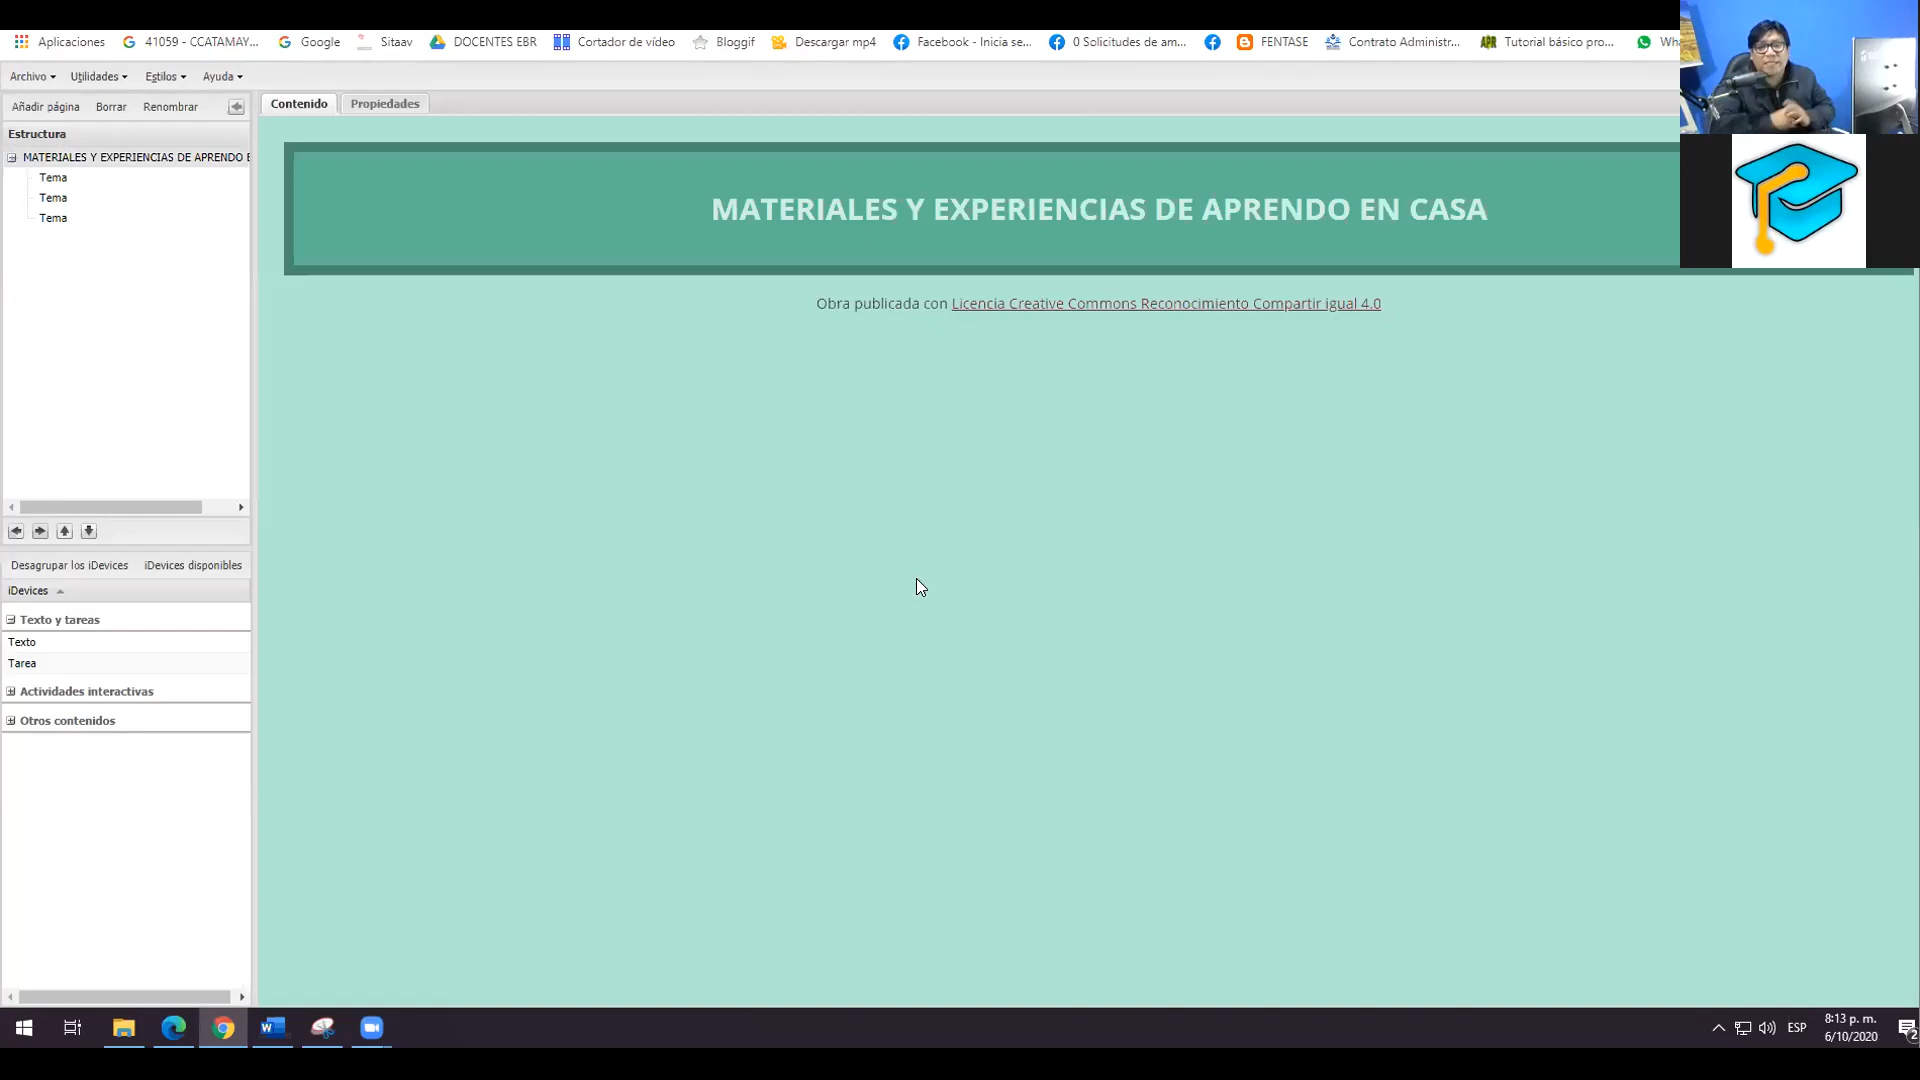 Aplicaciones 41059 - CCATAMAY... Google Sitaav DOCENTES EBR Cortador de vídeo Bloggif Descargar mp4 Facebook - Inicia se... 0 Solicitudes de am... FENTASE Contrato Administr... Tutorial básico pro...
Archivo Utilidades Estilos Ayuda
Añadir página Borrar Renombrar
Contenido Propiedades
Estructura
MATERIALES Y EXPERIENCIAS DE APRENDO
Tema
Tema
Tema
MATERIALES Y EXPERIENCIAS DE APRENDO EN CASA
Obra publicada con Licencia Creative Commons Reconocimiento Compartir igual 4.0
Desagrupar los iDevices iDevices disponibles
iDevices
Texto y tareas
Texto
Tarea
Actividades interactivas
Otros contenidos
ESP
8:13 p. m.
6/10/2020
2